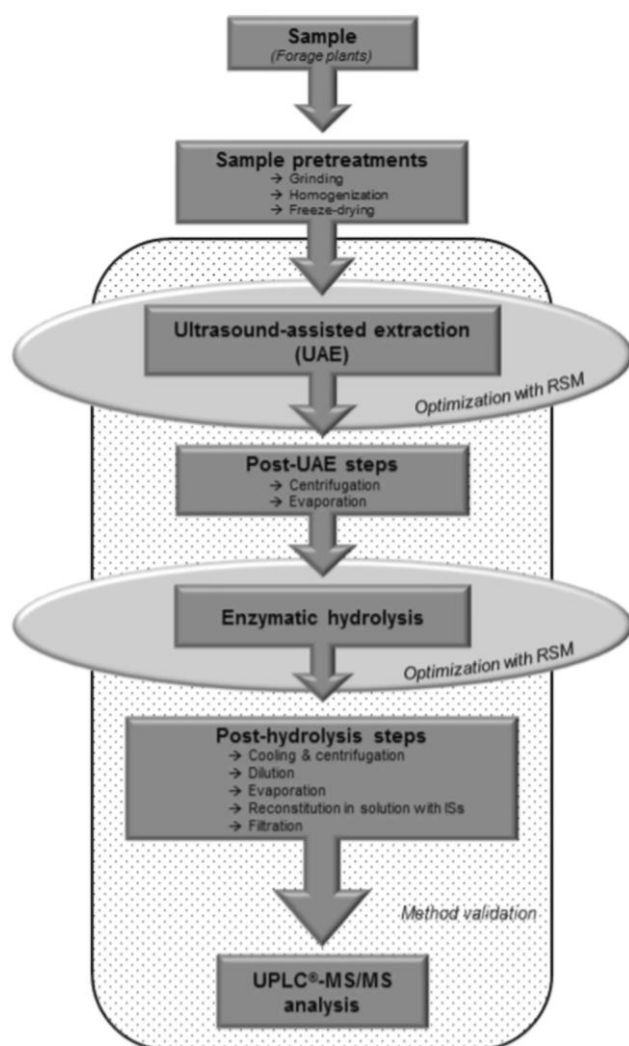 Sample
(Forage plants)
Sample pretreatments
→ Grinding
→ Homogenization
→ Freeze-drying
Ultrasound-assisted extraction
(UAE)
Optimization with RSM
Post-UAE steps
→ Centrifugation
→ Evaporation
Enzymatic hydrolysis
Optimization with RSM
Post-hydrolysis steps
→ Cooling & centrifugation
→ Dilution
→ Evaporation
→ Reconstitution in solution with ISs
→ Filtration
Method validation
UPLC®-MS/MS
analysis